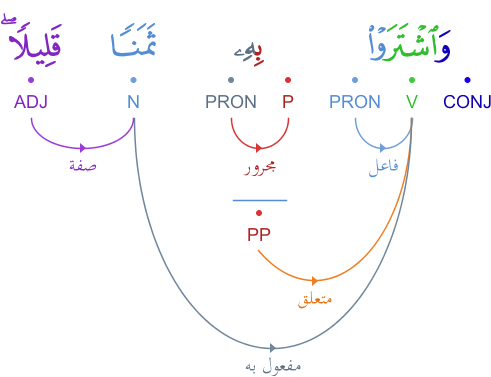 وَٱشْتَرَوْا۟ بِهِۦ ثَمَنًا قَلِيلًا ۖ
CONJ V PRON P PRON N ADJ
فاعل مجرور صفة
PP
متعلق
مفعول به